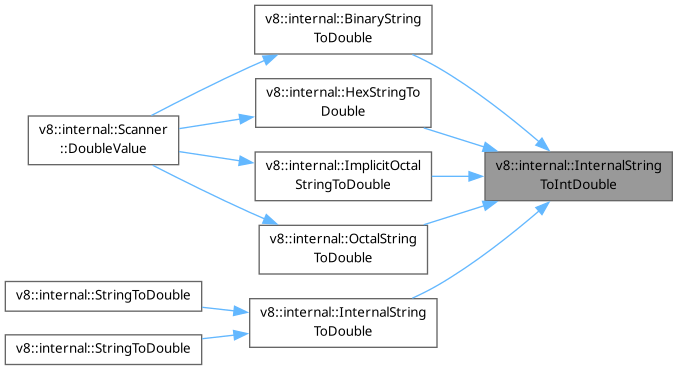 v8::internal::BinaryString
ToDouble
v8::internal::HexStringTo
Double
v8::internal::Scanner
::DoubleValue
v8::internal::ImplicitOctal
StringToDouble
v8::internal::InternalString
ToIntDouble
v8::internal::OctalString
ToDouble
v8::internal::StringToDouble
v8::internal::InternalString
ToDouble
v8::internal::StringToDouble